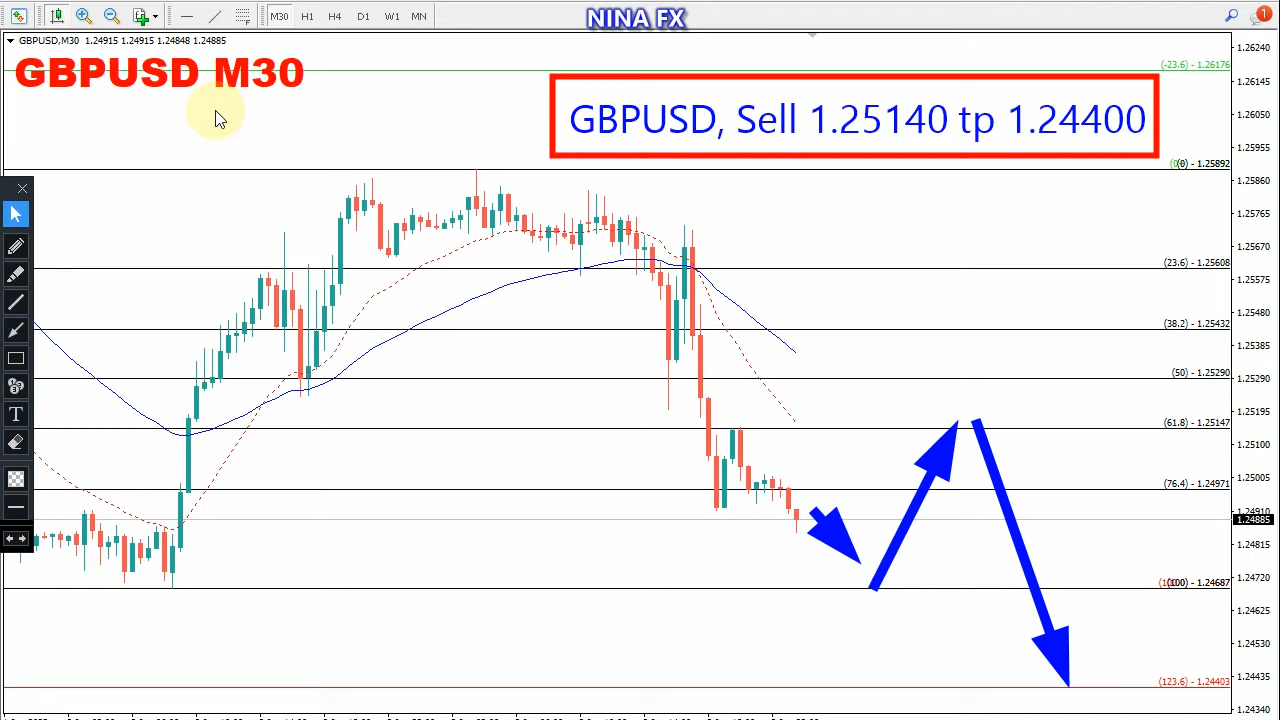 M30 H1 H4 D1 W1 MN
NINA FX
1
GBPUSD,M30 1.24915 1.24915 1.24848 1.24885
GBPUSD M30
GBPUSD, Sell 1.25140 tp 1.24400
T
(-23.6) - 1.26176
(0) - 1.25892
(23.6) - 1.25608
(38.2) - 1.25432
(50) - 1.25290
(61.8) - 1.25147
(76.4) - 1.24971
(100) - 1.24687
(123.6) - 1.24403
1.26240
1.26145
1.26050
1.25955
1.25860
1.25765
1.25670
1.25575
1.25480
1.25385
1.25290
1.25195
1.25100
1.25005
1.24910
1.24885
1.24815
1.24720
1.24625
1.24530
1.24435
1.24340